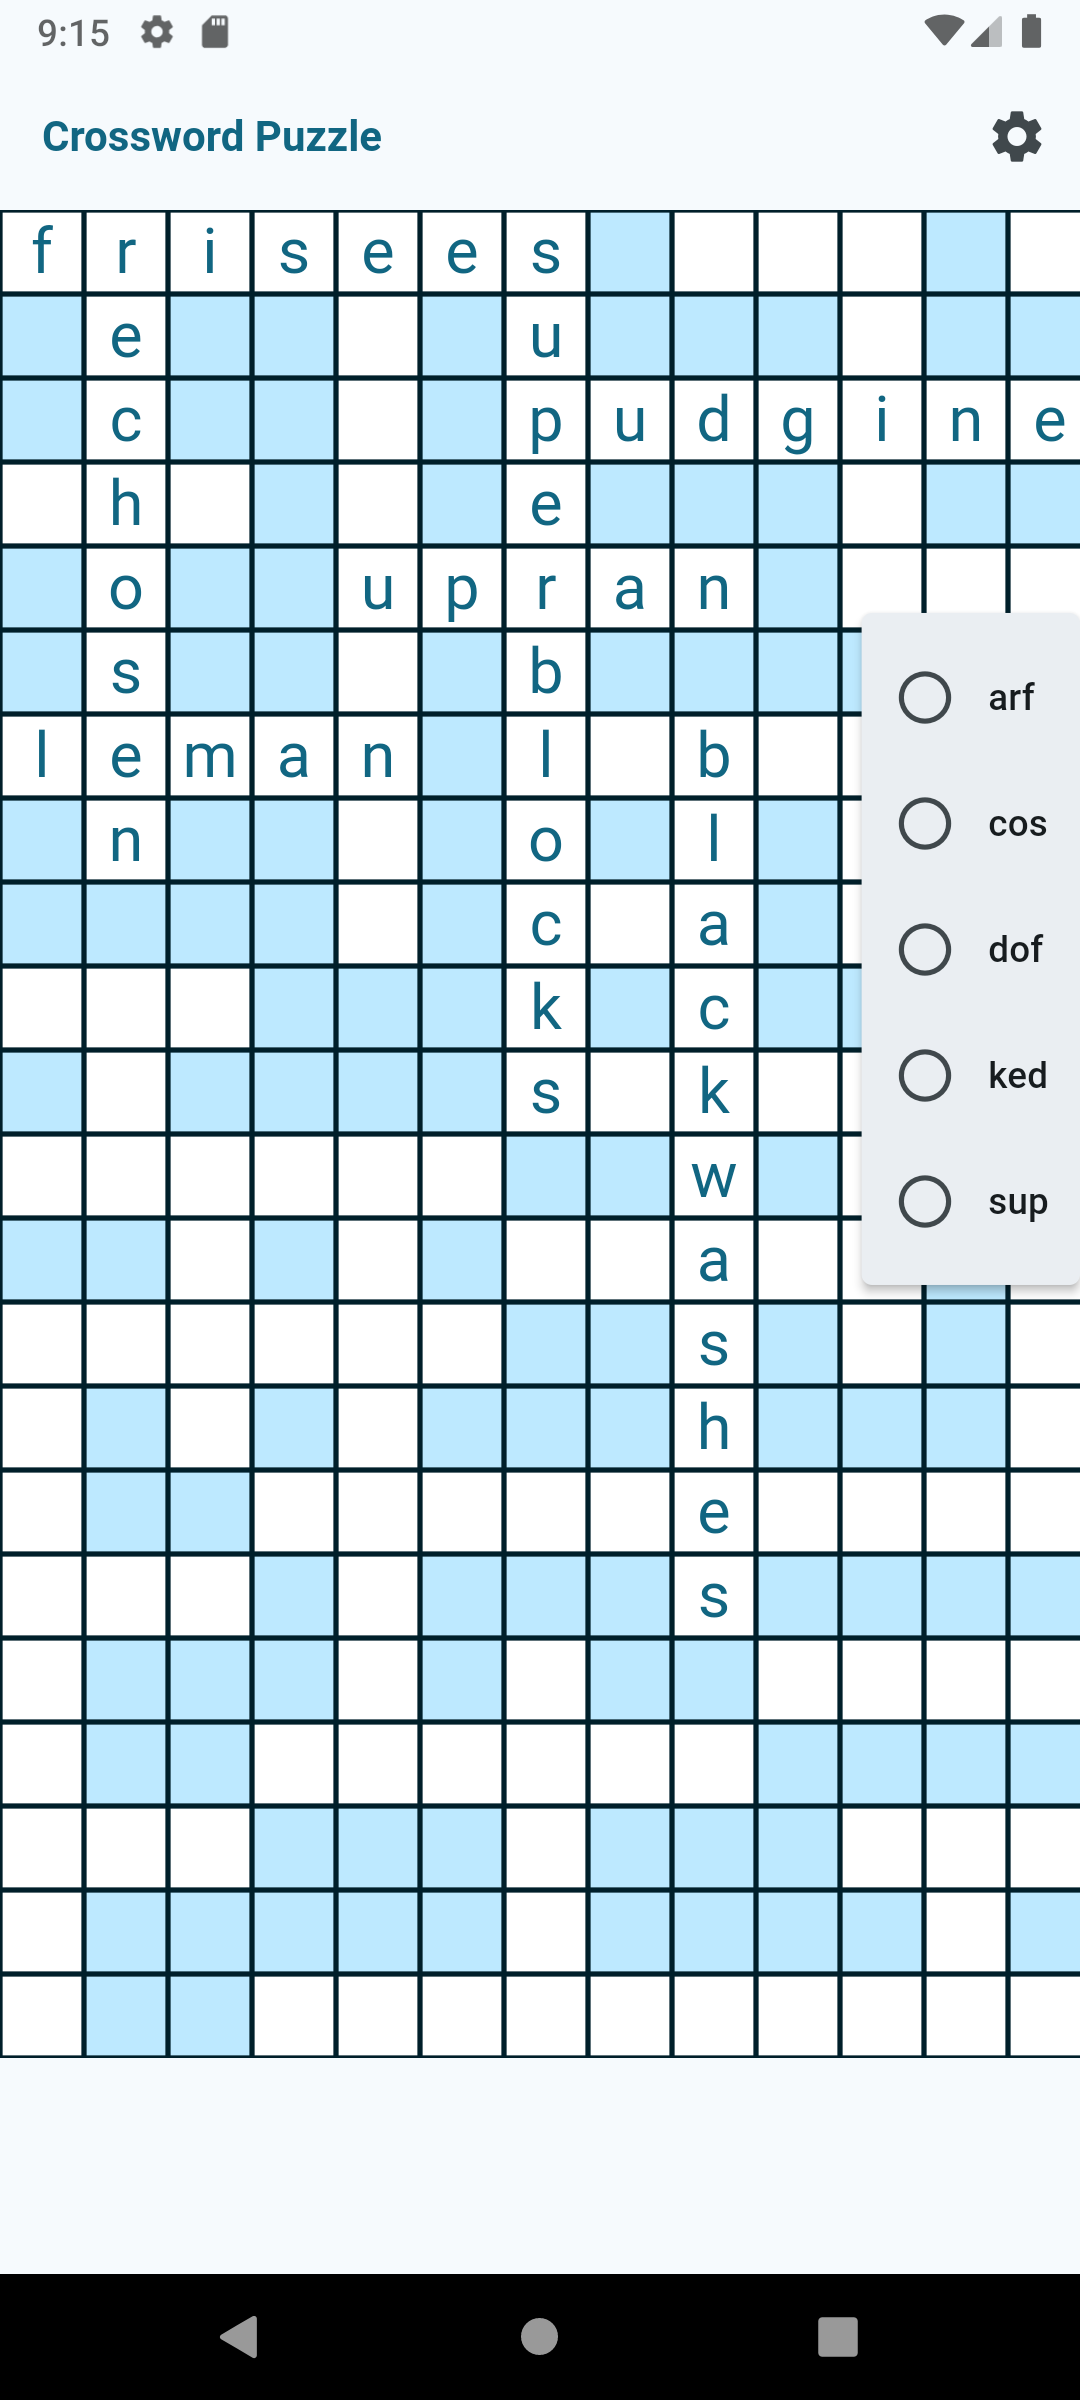 9:15
Crossword Puzzle
f r i s e e s
e u
c p u d g i n e
h e
o u p r a n
s b
l e m a n l b
n o l
c a
k c
s k
w
a
s
h
e
s
arf
cos
dof
ked
sup